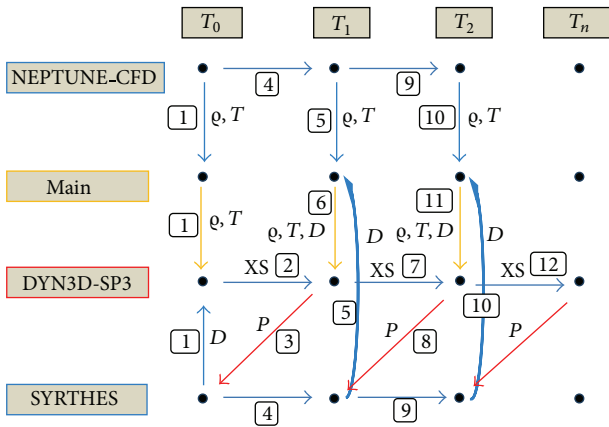 T0 T1 T2 Tn
NEPTUNE-CFD
4 9
1 ϱ, T 5 ϱ, T 10 ϱ, T
Main
1 ϱ, T 6 ϱ, T, D D 11 ϱ, T, D D
DYN3D-SP3
XS 2 XS 7 XS 12
1 D P 3 5 P 8 10 P
SYRTHES
4 9